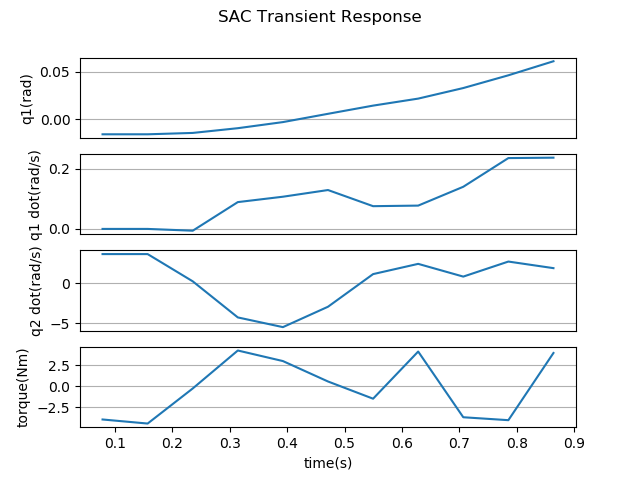 SAC Transient Response
q1(rad)
0.05
0.00
q1 dot(rad/s)
0.2
0.0
q2 dot(rad/s)
0
−5
torque(Nm)
2.5
0.0
−2.5
0.1 0.2 0.3 0.4 0.5 0.6 0.7 0.8 0.9
time(s)